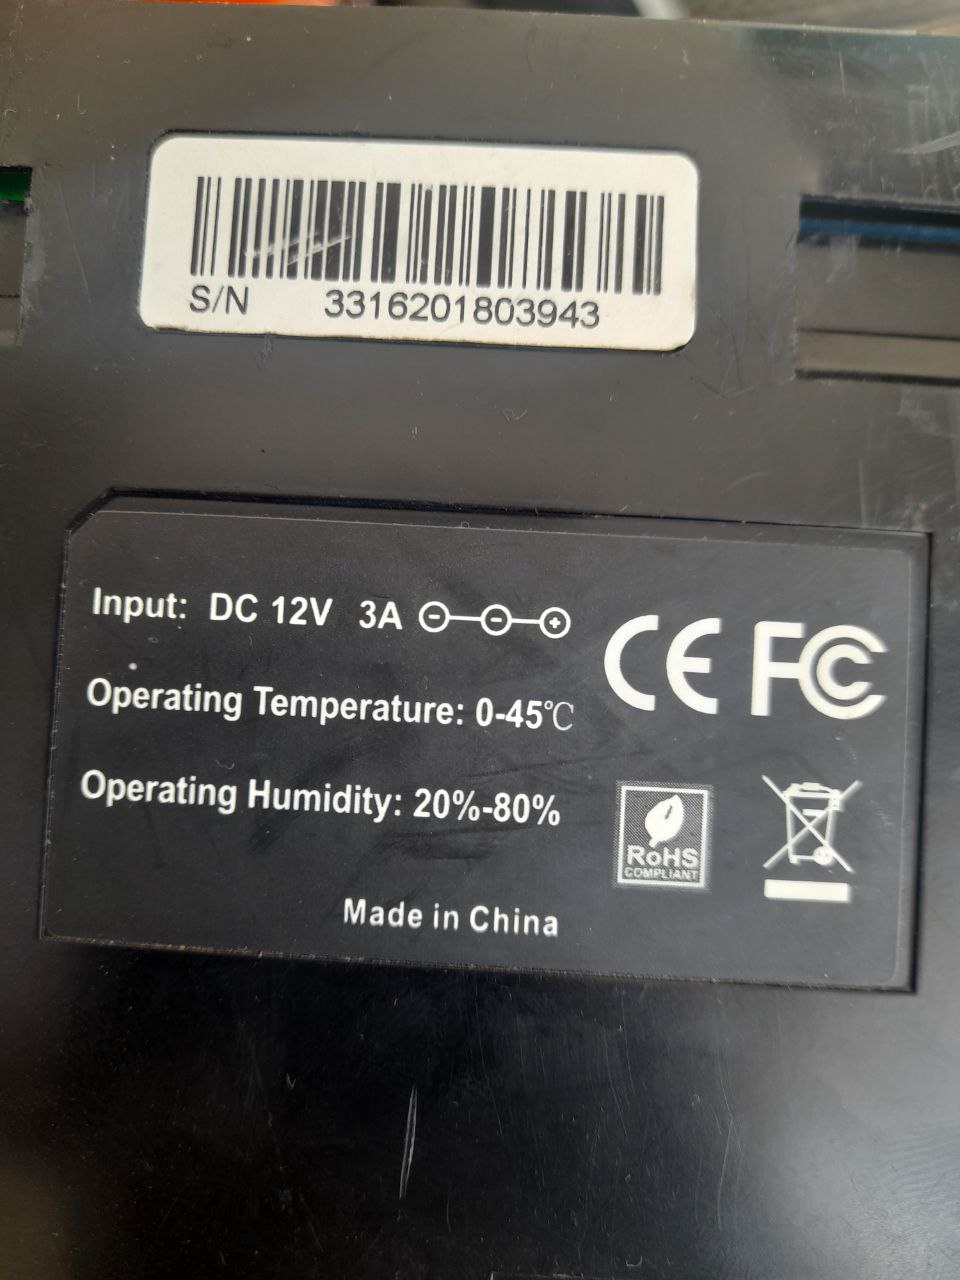 S/N 3316201803943
Input: DC 12V 3A
Operating Temperature: 0-45℃
Operating Humidity: 20%-80%
Made in China
CE FC
RoHS
COMPLIANT